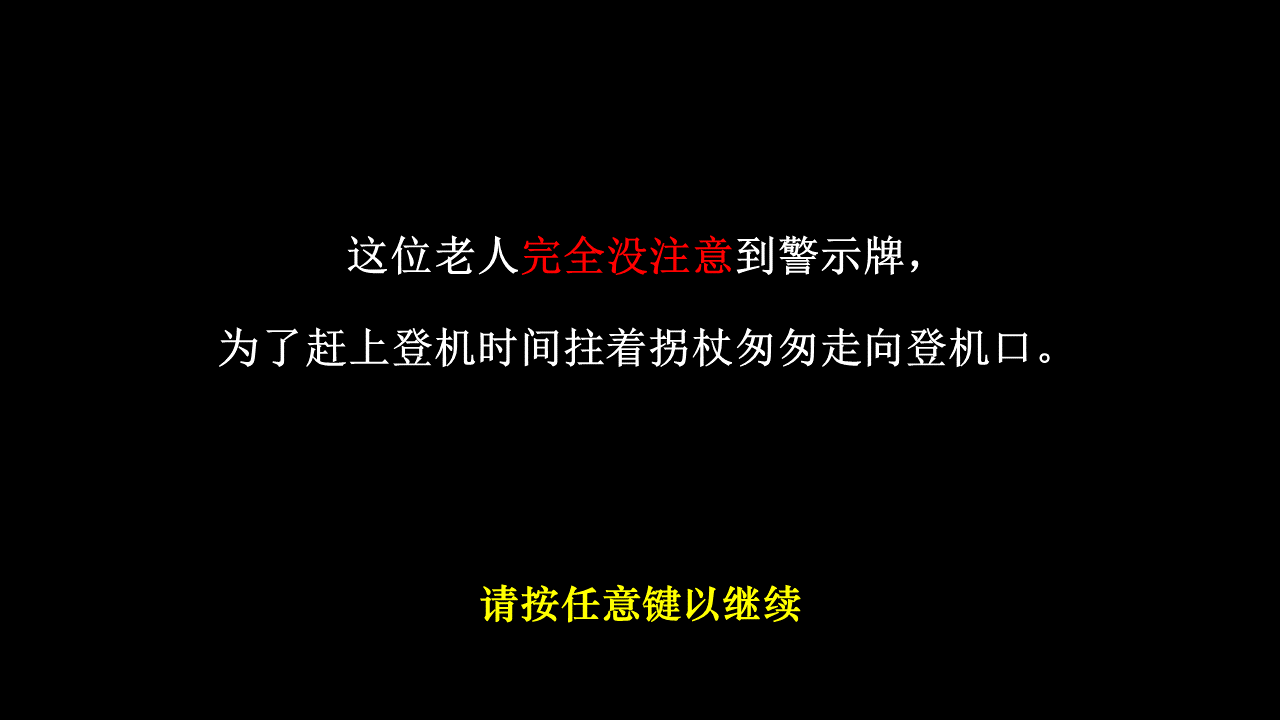 这位老人完全没注意到警示牌，
为了赶上登机时间拄着拐杖匆匆走向登机口。
请按任意键以继续